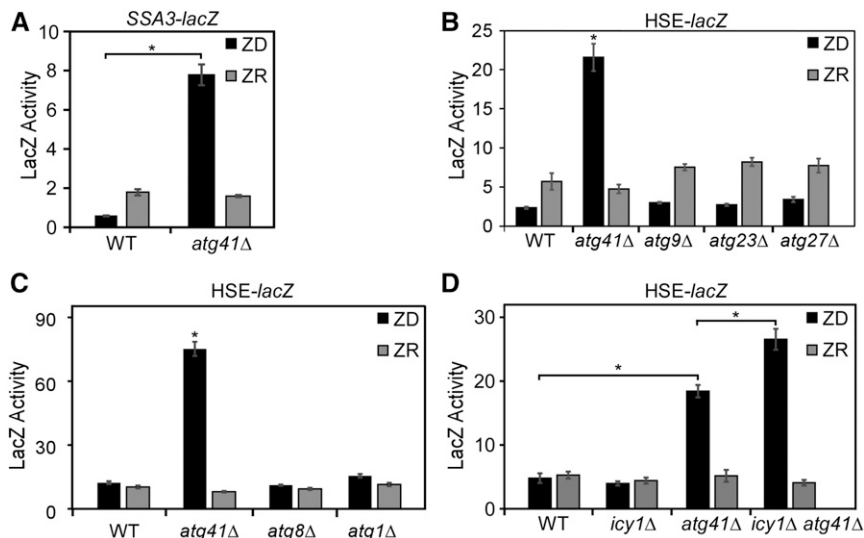 A
SSA3-lacZ
LacZ Activity
10
8
6
4
2
0
ZD
ZR
*
WT
atg41Δ
B
HSE-lacZ
LacZ Activity
25
20
15
10
5
0
ZD
ZR
*
WT
atg41Δ
atg9Δ
atg23Δ
atg27Δ
C
HSE-lacZ
LacZ Activity
90
60
30
0
ZD
ZR
*
WT
atg41Δ
atg8Δ
atg1Δ
D
HSE-lacZ
LacZ Activity
30
20
10
0
ZD
ZR
*
*
WT
icy1Δ
atg41Δ
icy1Δ atg41Δ